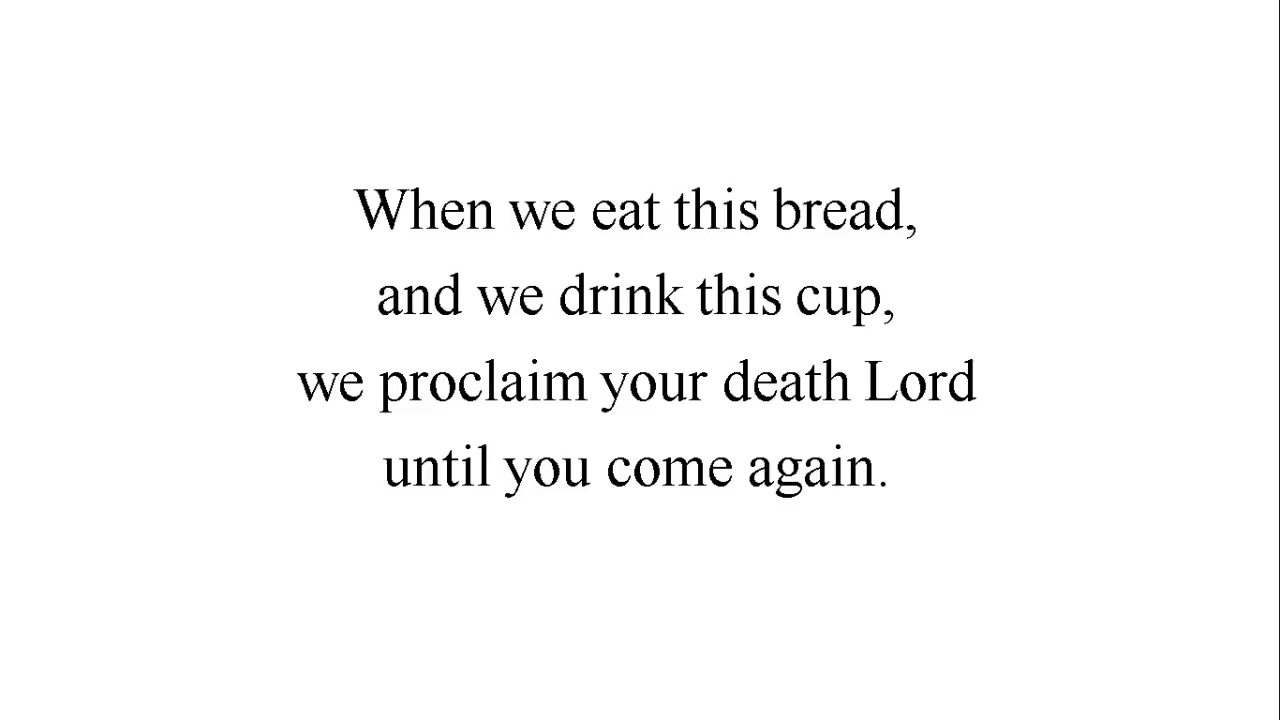 When we eat this bread,
and we drink this cup,
we proclaim your death Lord
until you come again.